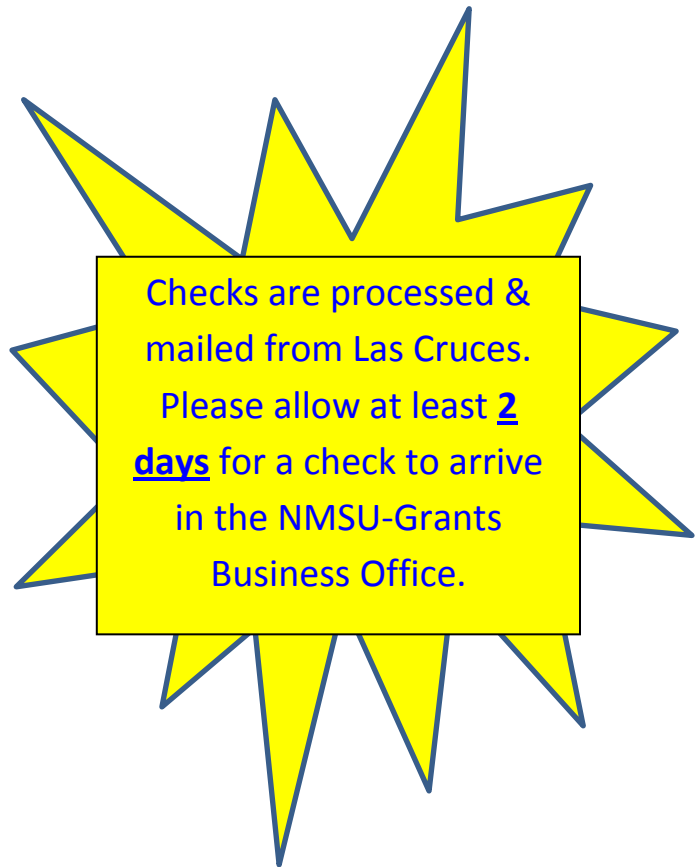 Checks are processed &
mailed from Las Cruces.
Please allow at least 2
days for a check to arrive
in the NMSU-Grants
Business Office.